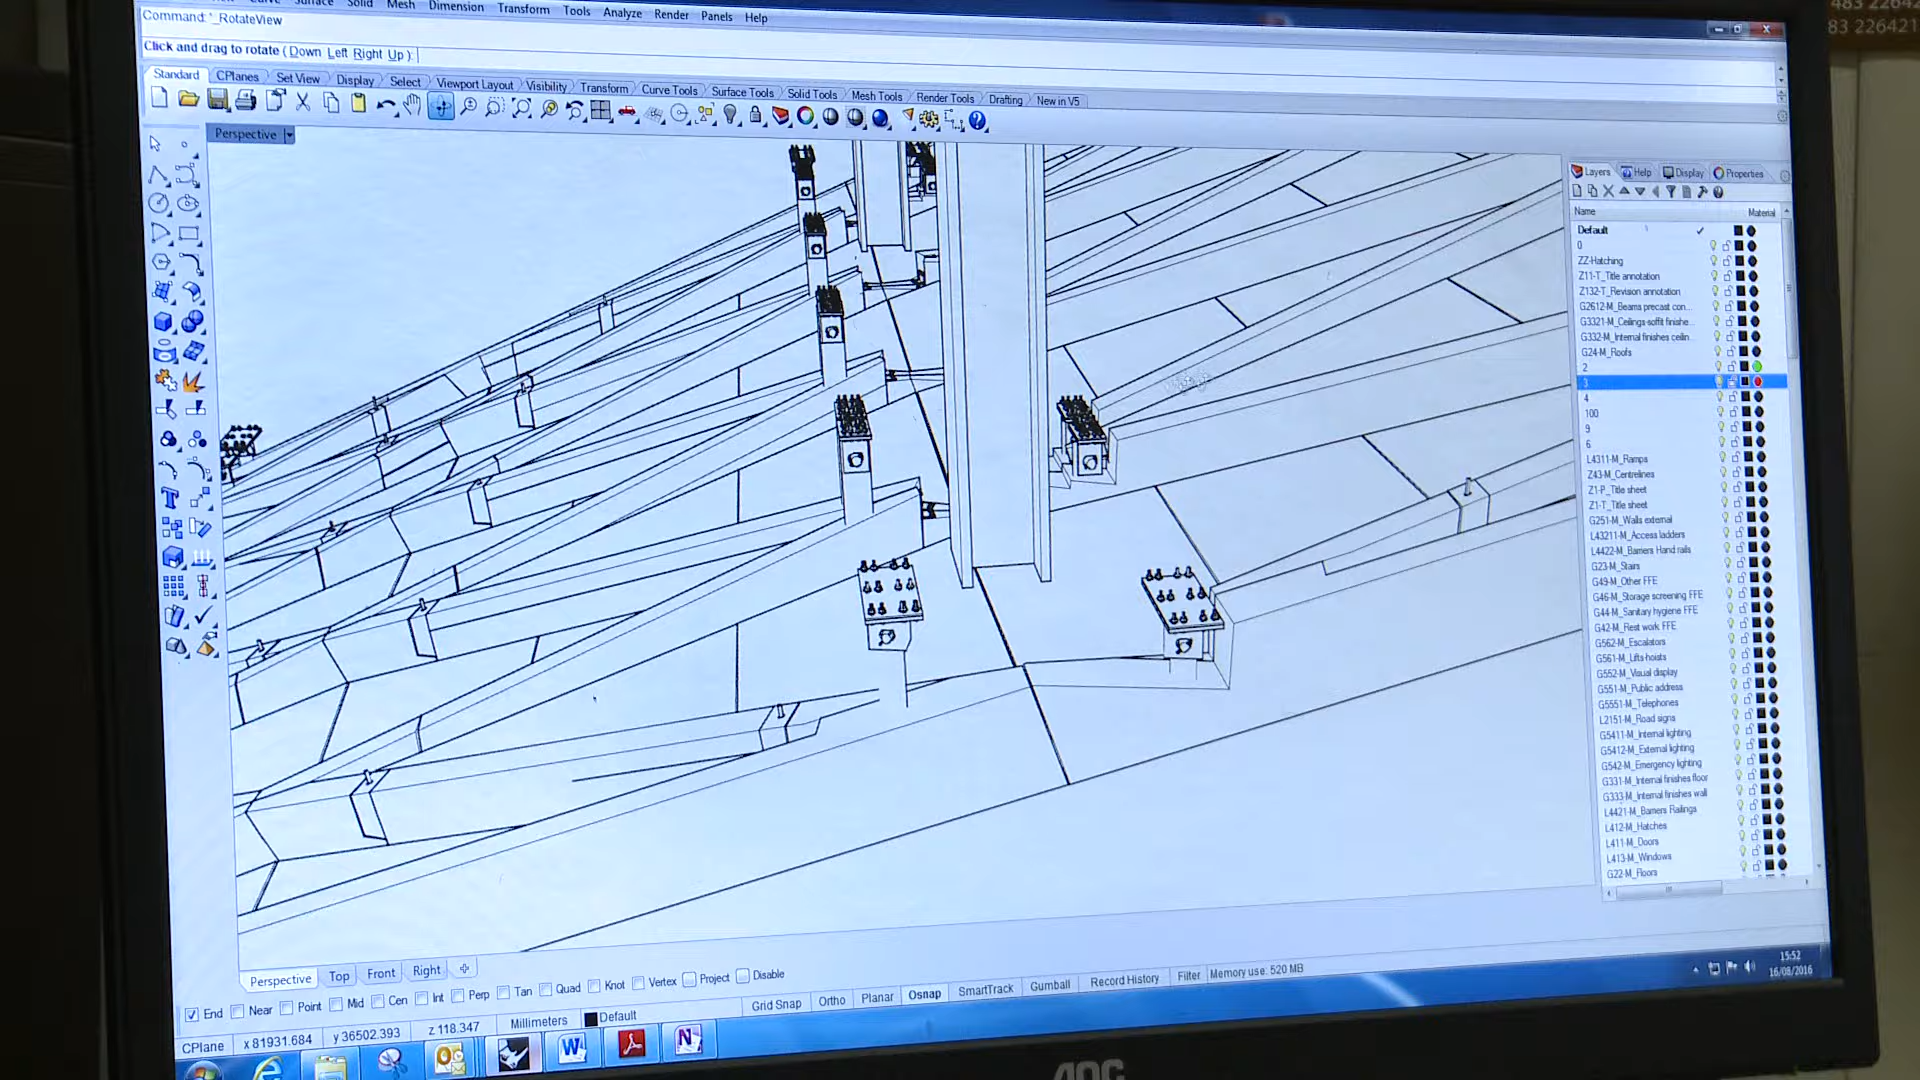 83 226421
Surface Solid Mesh Dimension Transform Tools Analyze Render Panels Help
Command: '_RotateView
Click and drag to rotate ( Down Left Right Up ):
Standard CPlanes Set View Display Select Viewport Layout Visibility Transform Curve Tools Surface Tools Solid Tools Mesh Tools Render Tools Drafting New in V5
Perspective
Layers Help Display Properties
Name Material
Default
0
ZZ-Hatching
Z11-T_Title annotation
Z132-T_Revision annotation
G2612-M_Beams precast con...
G3321-M_Ceilings-soffit finishe...
G332-M_Internal finishes ceilin...
G24-M_Roofs
2
3
4
100
9
6
L4311-M_Ramps
Z43-M_Centrelines
Z1-P_Title sheet
Z1-T_Title sheet
G251-M_Walls external
L43211-M_Access ladders
L4422-M_Barriers Hand rails
G23-M_Stairs
G49-M_Other FFE
G46-M_Storage screening FFE
G44-M_Sanitary hygiene FFE
G42-M_Rest work FFE
G562-M_Escalators
G561-M_Lifts-hoists
G552-M_Visual display
G551-M_Public address
G5551-M_Telephones
L2151-M_Road signs
G5411-M_Internal lighting
G5412-M_External lighting
G542-M_Emergency lighting
G331-M_Internal finishes floor
G333-M_Internal finishes wall
L4421-M_Barriers Railings
L412-M_Hatches
L411-M_Doors
L413-M_Windows
G22-M_Floors
Perspective Top Front Right
End Near Point Mid Cen Int Perp Tan Quad Knot Vertex Project Disable
Grid Snap Ortho Planar Osnap SmartTrack Gumball Record History Filter Memory use: 520 MB
CPlane x 81931.684 y 36502.393 z 118.347 Millimeters Default
15:52
16/08/2016
AOC